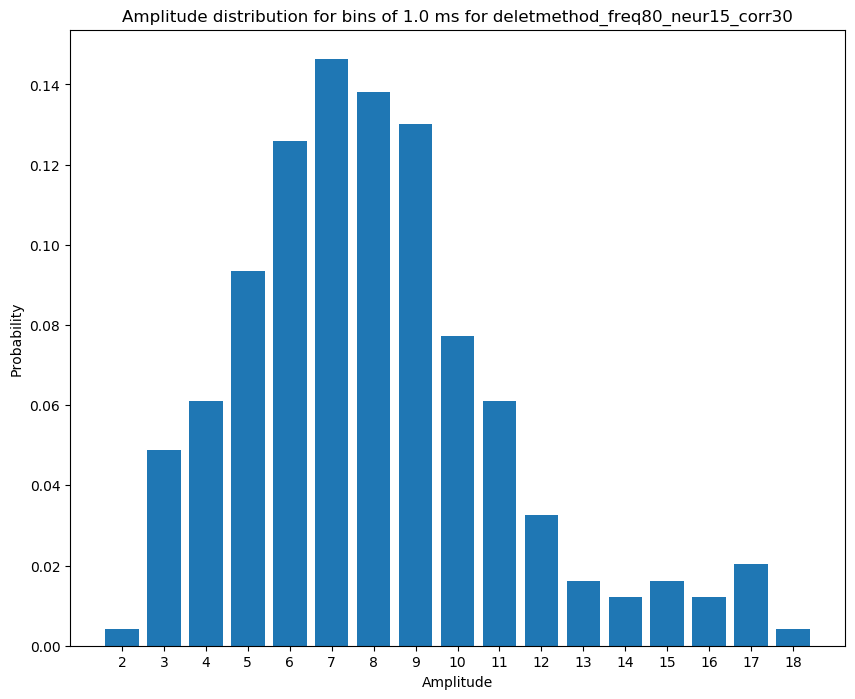 Amplitude distribution for bins of 1.0 ms for deletmethod_freq80_neur15_corr30
0.14
0.12
0.10
0.08
0.06
0.04
0.02
0.00
Probability
2 3 4 5 6 7 8 9 10 11 12 13 14 15 16 17 18
Amplitude